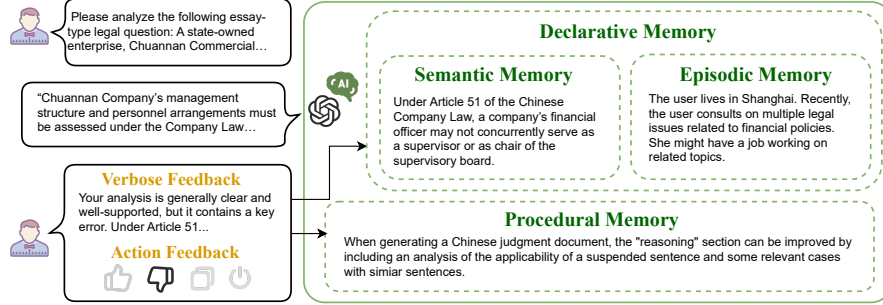 Please analyze the following essay-
type legal question: A state-owned
enterprise, Chuannan Commercial…
“Chuannan Company’s management
structure and personnel arrangements must
be assessed under the Company Law…
Verbose Feedback
Your analysis is generally clear and
well-supported, but it contains a key
error. Under Article 51...
Action Feedback
AI
Declarative Memory
Semantic Memory
Under Article 51 of the Chinese
Company Law, a company's financial
officer may not concurrently serve as
a supervisor or as chair of the
supervisory board.
Episodic Memory
The user lives in Shanghai. Recently,
the user consults on multiple legal
issues related to financial policies.
She might have a job working on
related topics.
Procedural Memory
When generating a Chinese judgment document, the "reasoning" section can be improved by
including an analysis of the applicability of a suspended sentence and some relevant cases
with simiar sentences.